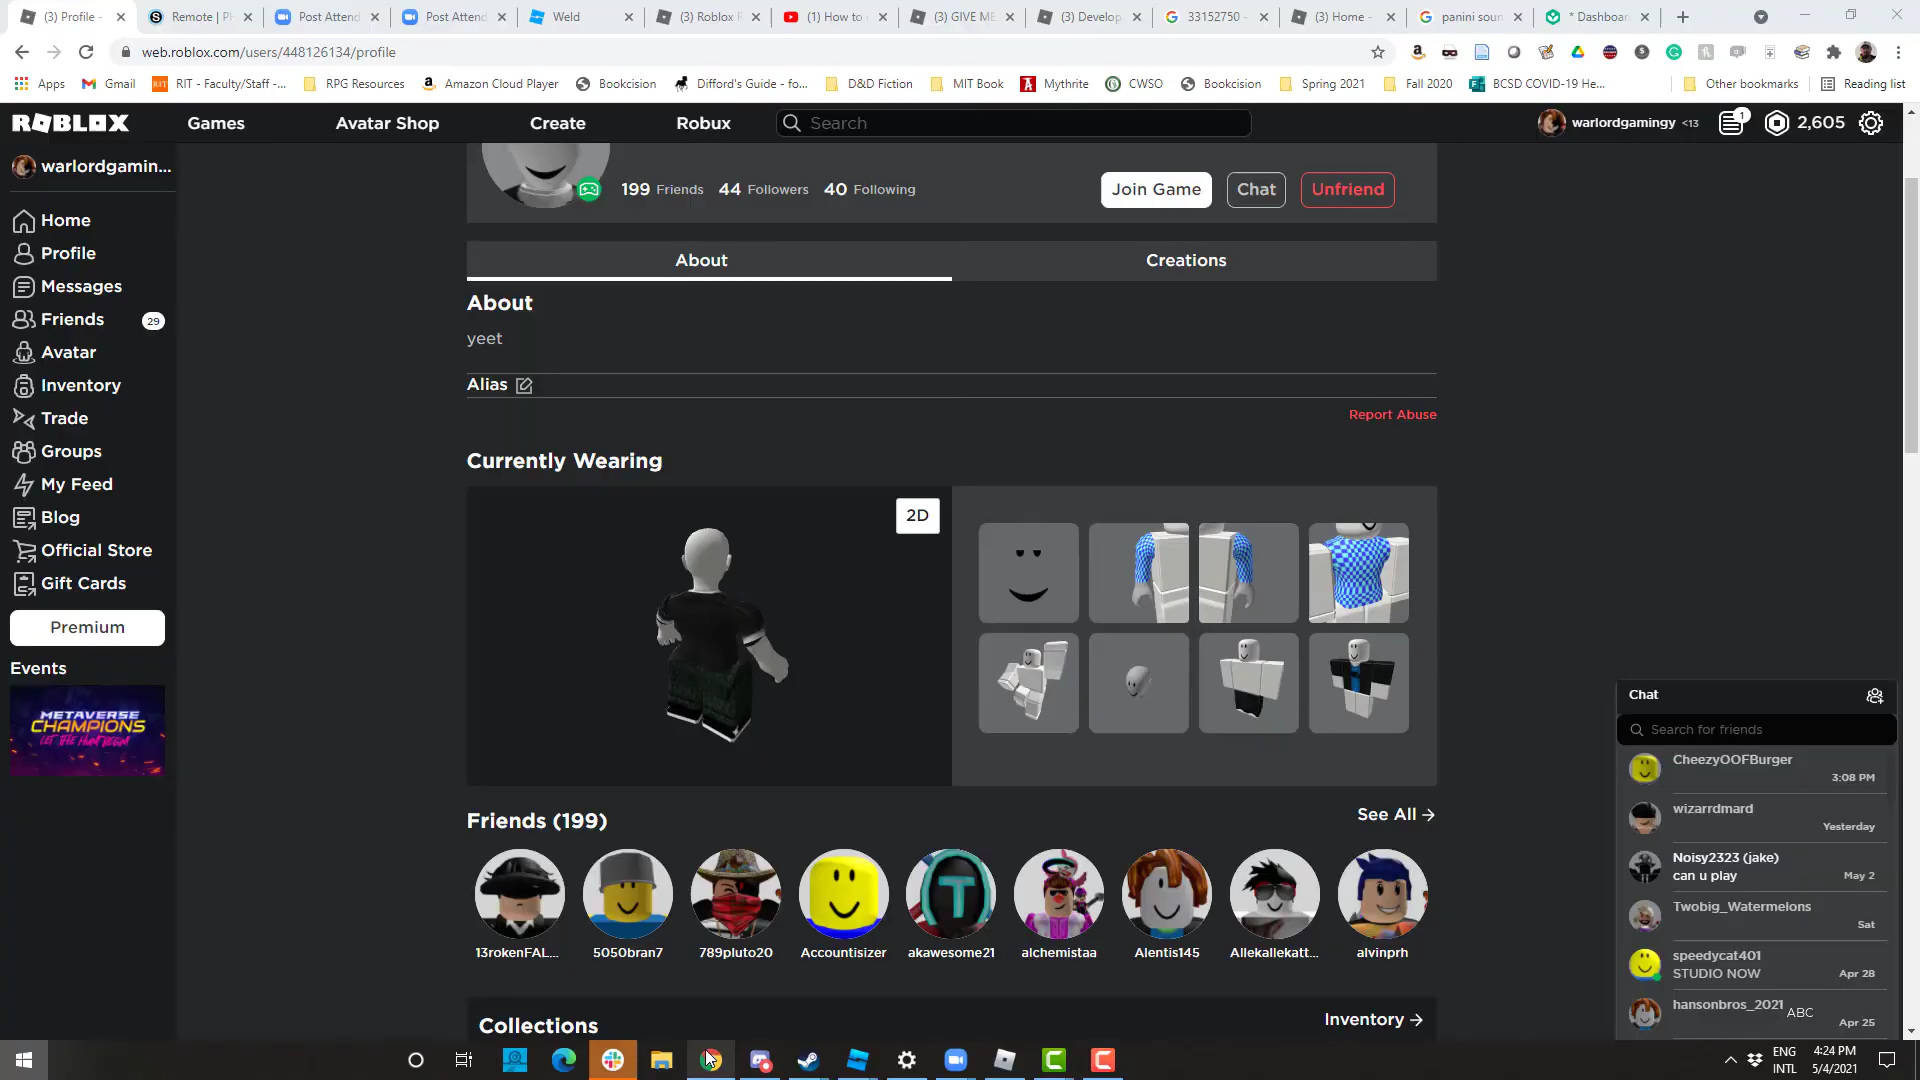 (3) Profile -
Remote | P
Post Attend
Post Attend
Weld
(3) Roblox
(1) How to
(3) GIVE ME
(3) Develop
33152750 -
(3) Home -
panini soun
* Dashboar
web.roblox.com/users/448126134/profile
Apps
Gmail
RIT - Faculty/Staff -...
RPG Resources
Amazon Cloud Player
Bookcision
Difford's Guide - fo...
D&D Fiction
MIT Book
Mythrite
CWSO
Bookcision
Spring 2021
Fall 2020
BCSD COVID-19 He...
Other bookmarks
Reading list
ROBLOX
Games
Avatar Shop
Create
Robux
Search
warlordgamingy <13
1
2,605
warlordgamin...
Home
Profile
Messages
Friends 29
Avatar
Inventory
Trade
Groups
My Feed
Blog
Official Store
Gift Cards
Premium
Events
METAVERSE
CHAMPIONS
LET THE HUNT BEGIN
199 Friends 44 Followers 40 Following
Join Game
Chat
Unfriend
About
Creations
About
yeet
Alias
Report Abuse
Currently Wearing
2D
Friends (199)
See All
13rokenFAL...
5050bran7
789pluto20
Accountisizer
akawesome21
alchemistaa
Alentis145
Allekallekatt...
alvinprh
Collections
Inventory
Chat
Search for friends
CheezyOOFBurger
3:08 PM
wizarrdmard
Yesterday
Noisy2323 (jake)
can u play May 2
Twobig_Watermelons
Sat
speedycat401
STUDIO NOW Apr 28
hansonbros_2021
ABC
Apr 25
ENG
INTL
4:24 PM
5/4/2021